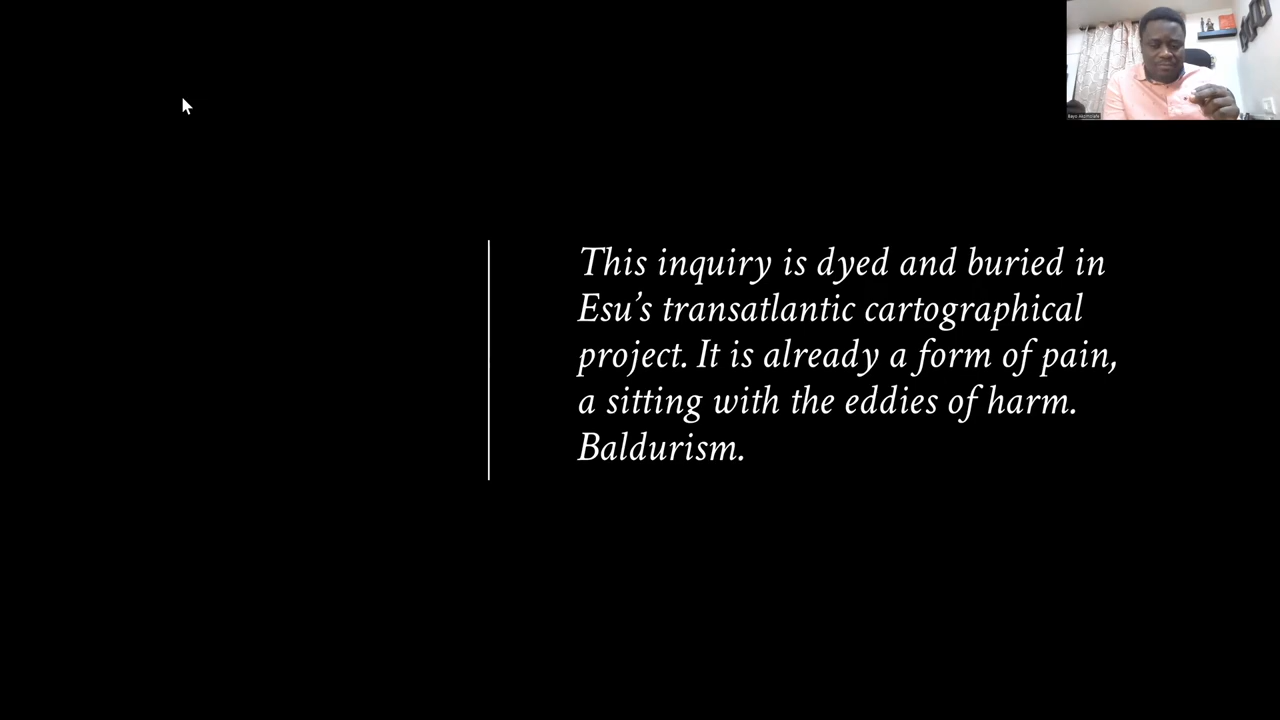 This inquiry is dyed and buried in
Esu’s transatlantic cartographical
project. It is already a form of pain,
a sitting with the eddies of harm.
Baldurism.